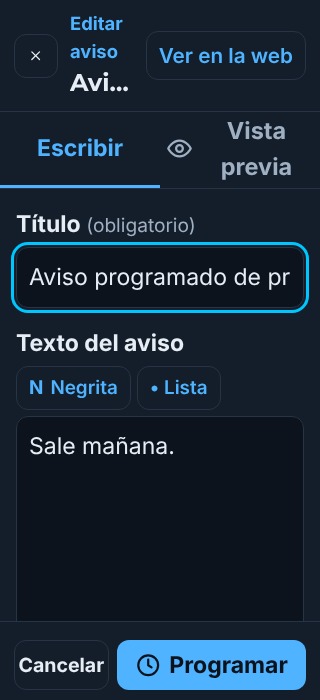 ×
Editar
aviso
Avi...
Ver en la web
Escribir
Vista
previa
Título (obligatorio)
Aviso programado de pr
Texto del aviso
N Negrita
• Lista
Sale mañana.
Cancelar
Programar